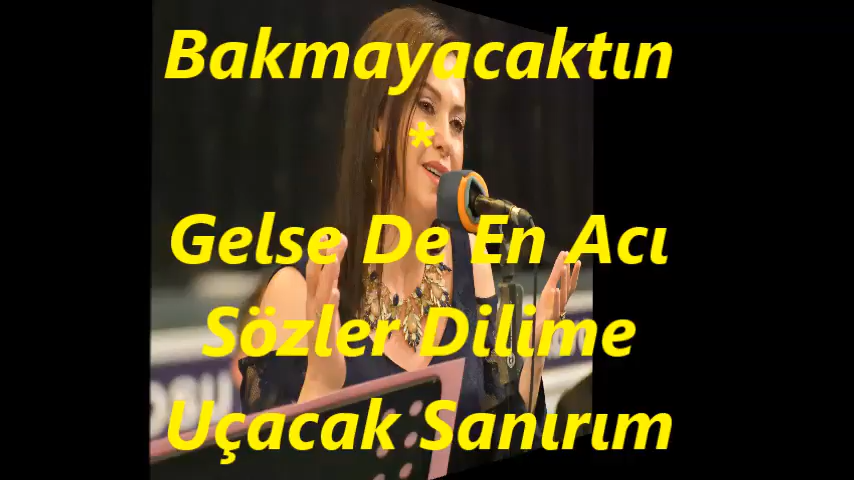 Bakmayacaktın
*
Gelse De En Acı
Sözler Dilime
Uçacak Sanırım